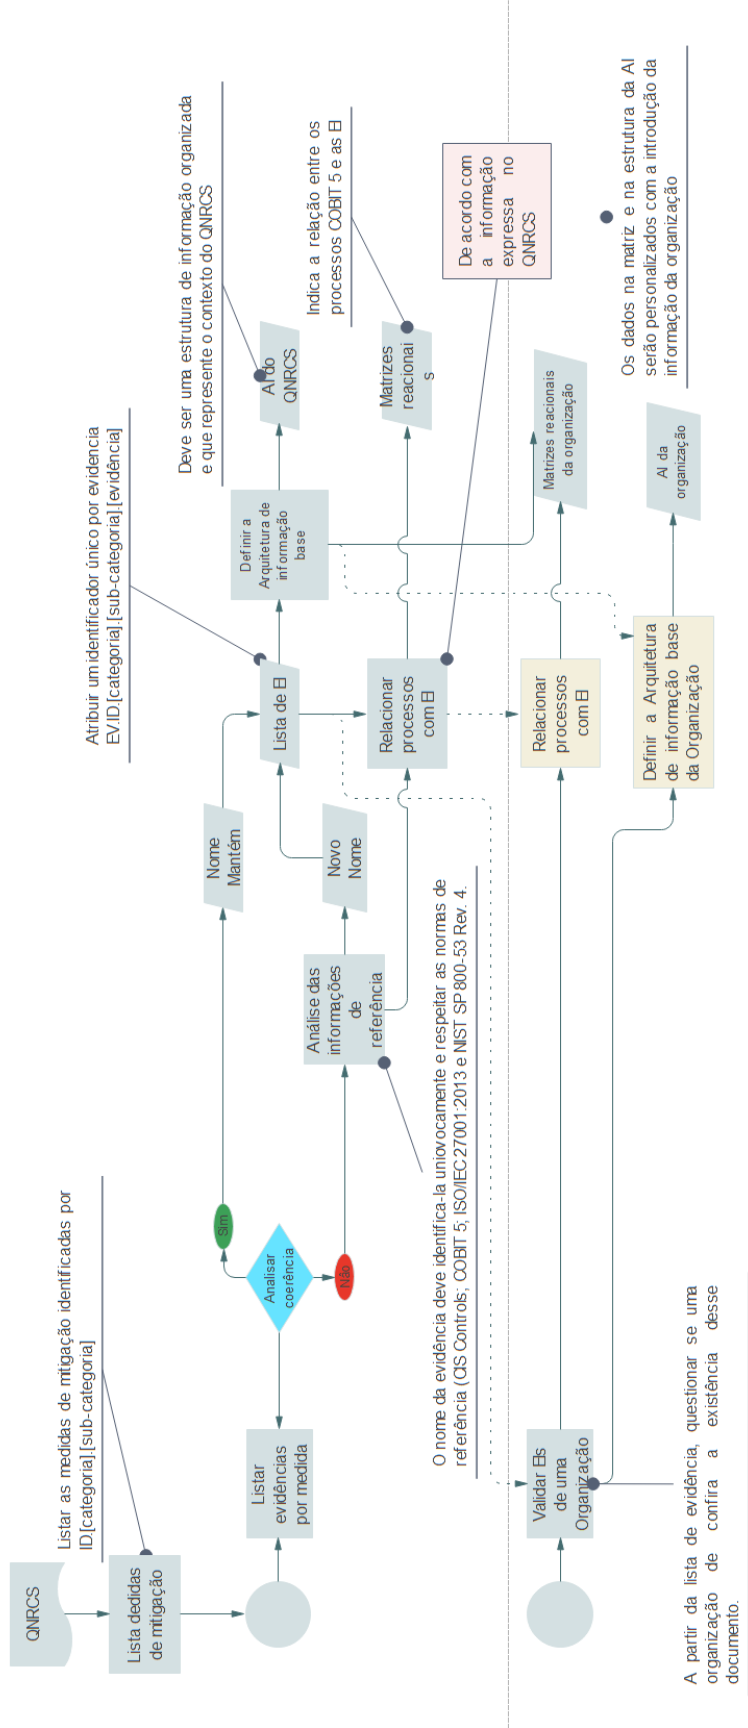 QNRCS
Lista dedidas
de mitigação
Listar as medidas de mitigação identificadas por
ID.[categoria].[sub-categoria]
Listar
evidências
por medida
Analisar
coerência
Sim
Não
Nome
Mantém
Análise das
informações
de
referência
Novo
Nome
O nome da evidência deve identifica-la uniovocamente e respeitar as normas de
referência (CIS Controls; COBIT 5; ISO/IEC 27001:2013 e NIST SP 800-53 Rev. 4.
Atribuir um identificador único por evidencia
EV.ID.[categoria].[sub-categoria].[evidência]
Lista de EI
Relacionar
processos
com EI
Definir a
Arquitetura de
informação
base
Deve ser uma estrutura de informação organizada
e que represente o contexto do QNRCS
AI do
QNRCS
Indica a relação entre os
processos COBIT 5 e as EI
Matrizes
reacionai
s
De acordo com
a informação
expressa no
QNRCS
Validar EIs
de uma
Organização
A partir da lista de evidência, questionar se uma
organização de confira a existência desse
documento.
Relacionar
processos
com EI
Definir a Arquitetura
de informação base
da Organização
Matrizes reacionais
da organização
AI da
organização
Os dados na matriz e na estrutura da AI
serão personalizados com a introdução da
informação da organização